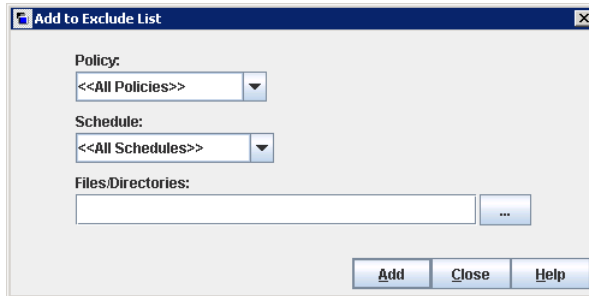 Add to Exclude List
Policy:
<<All Policies>>
Schedule:
<<All Schedules>>
Files/Directories:
...
Add Close Help